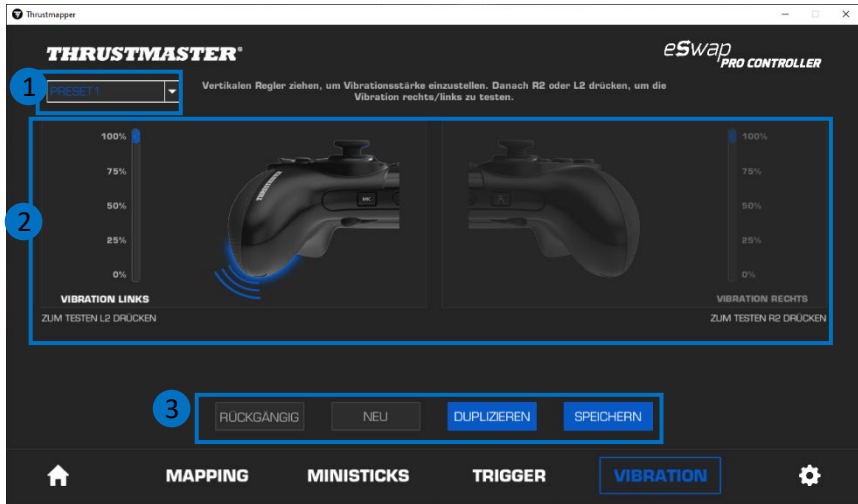 Thrustmapper
THRUSTMASTER®
eSwap
PRO CONTROLLER
1
PRESET 1
Vertikalen Regler ziehen, um Vibrationsstärke einzustellen. Danach R2 oder L2 drücken, um die
Vibration rechts/links zu testen.
2
100%
75%
50%
25%
0%
VIBRATION LINKS
ZUM TESTEN L2 DRÜCKEN
THRUSTMASTER
MIC
100%
75%
50%
25%
0%
VIBRATION RECHTS
ZUM TESTEN R2 DRÜCKEN
3
RÜCKGÄNGIG
NEU
DUPLIZIEREN
SPEICHERN
MAPPING
MINISTICKS
TRIGGER
VIBRATION